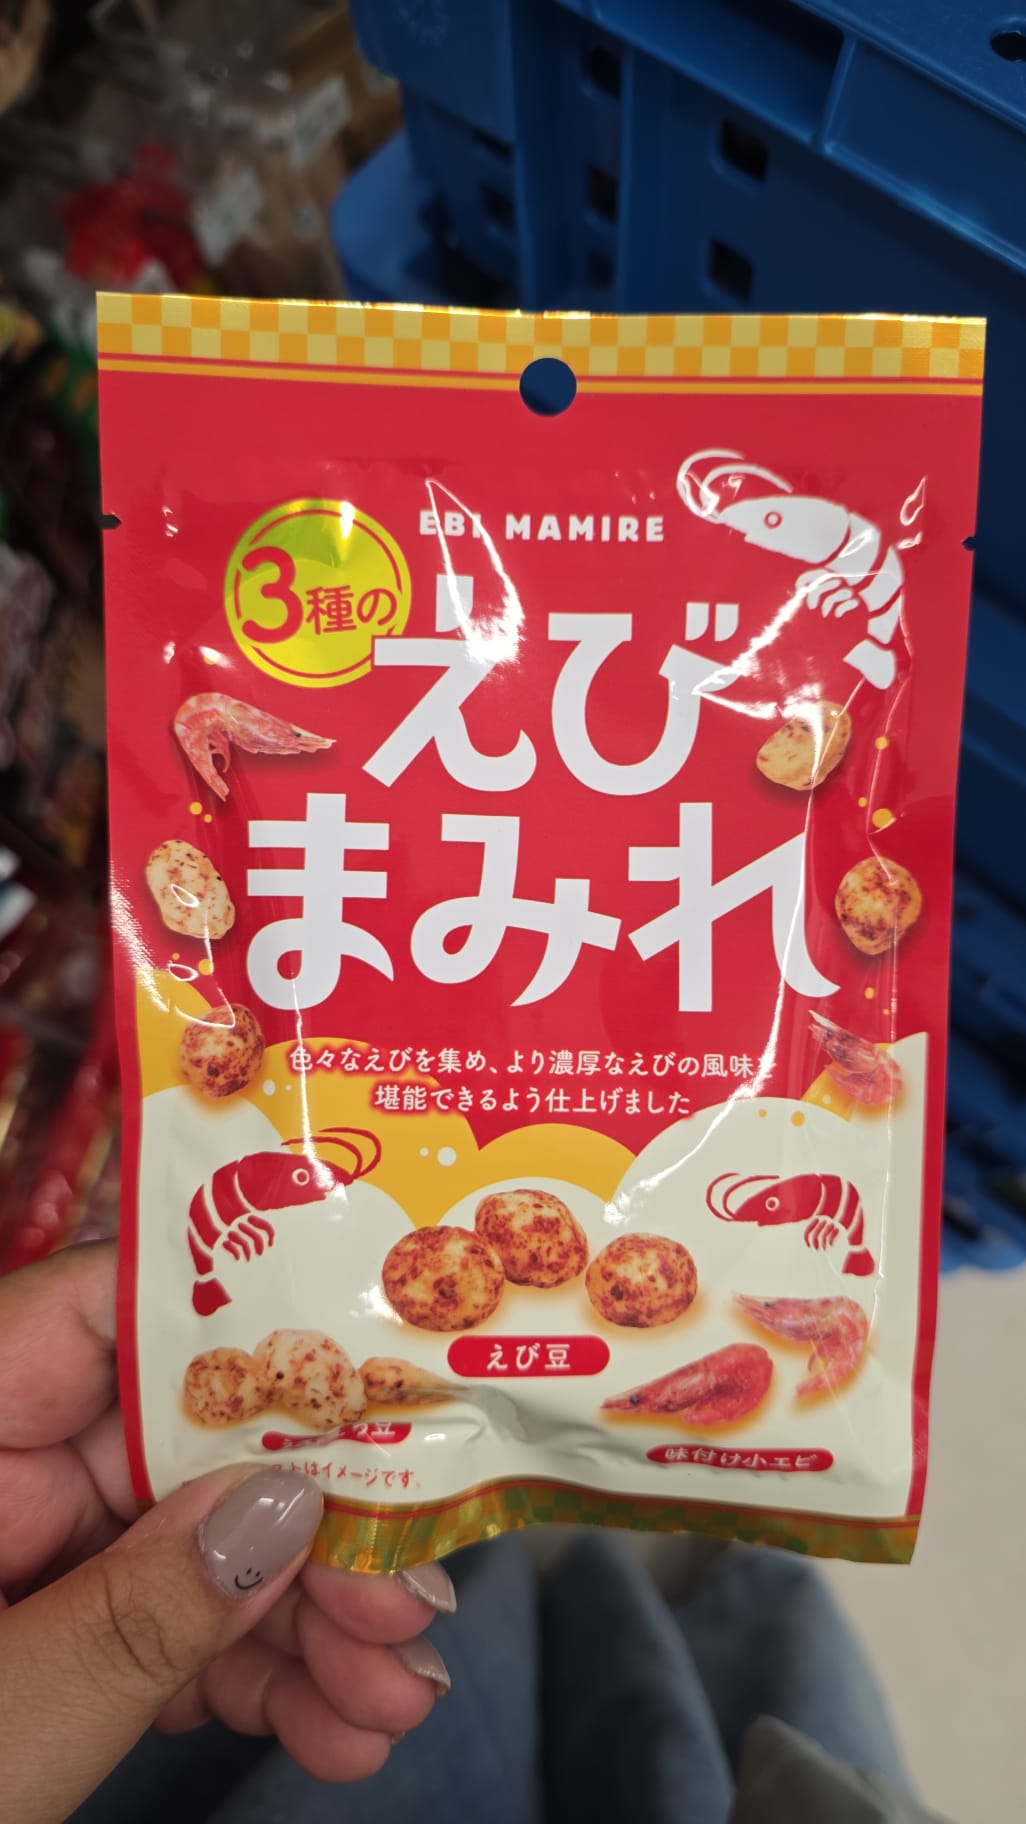 EBI MAMIRE
3種の
えび
まみれ
色々なえびを集め、より濃厚なえびの風味を
堪能できるよう仕上げました
えび豆
味付け小エビ
はイメージです。